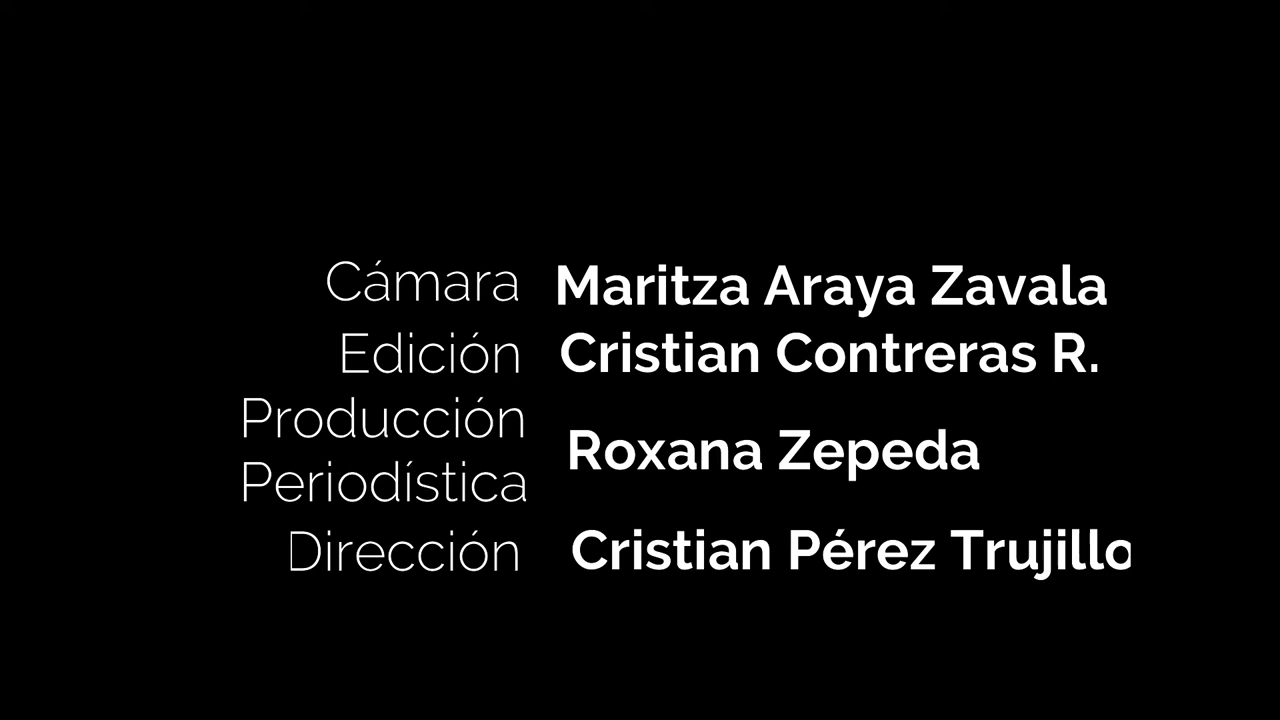 Cámara Maritza Araya Zavala
Edición Cristian Contreras R.
Producción
Periodística Roxana Zepeda
Dirección Cristian Pérez Trujillo